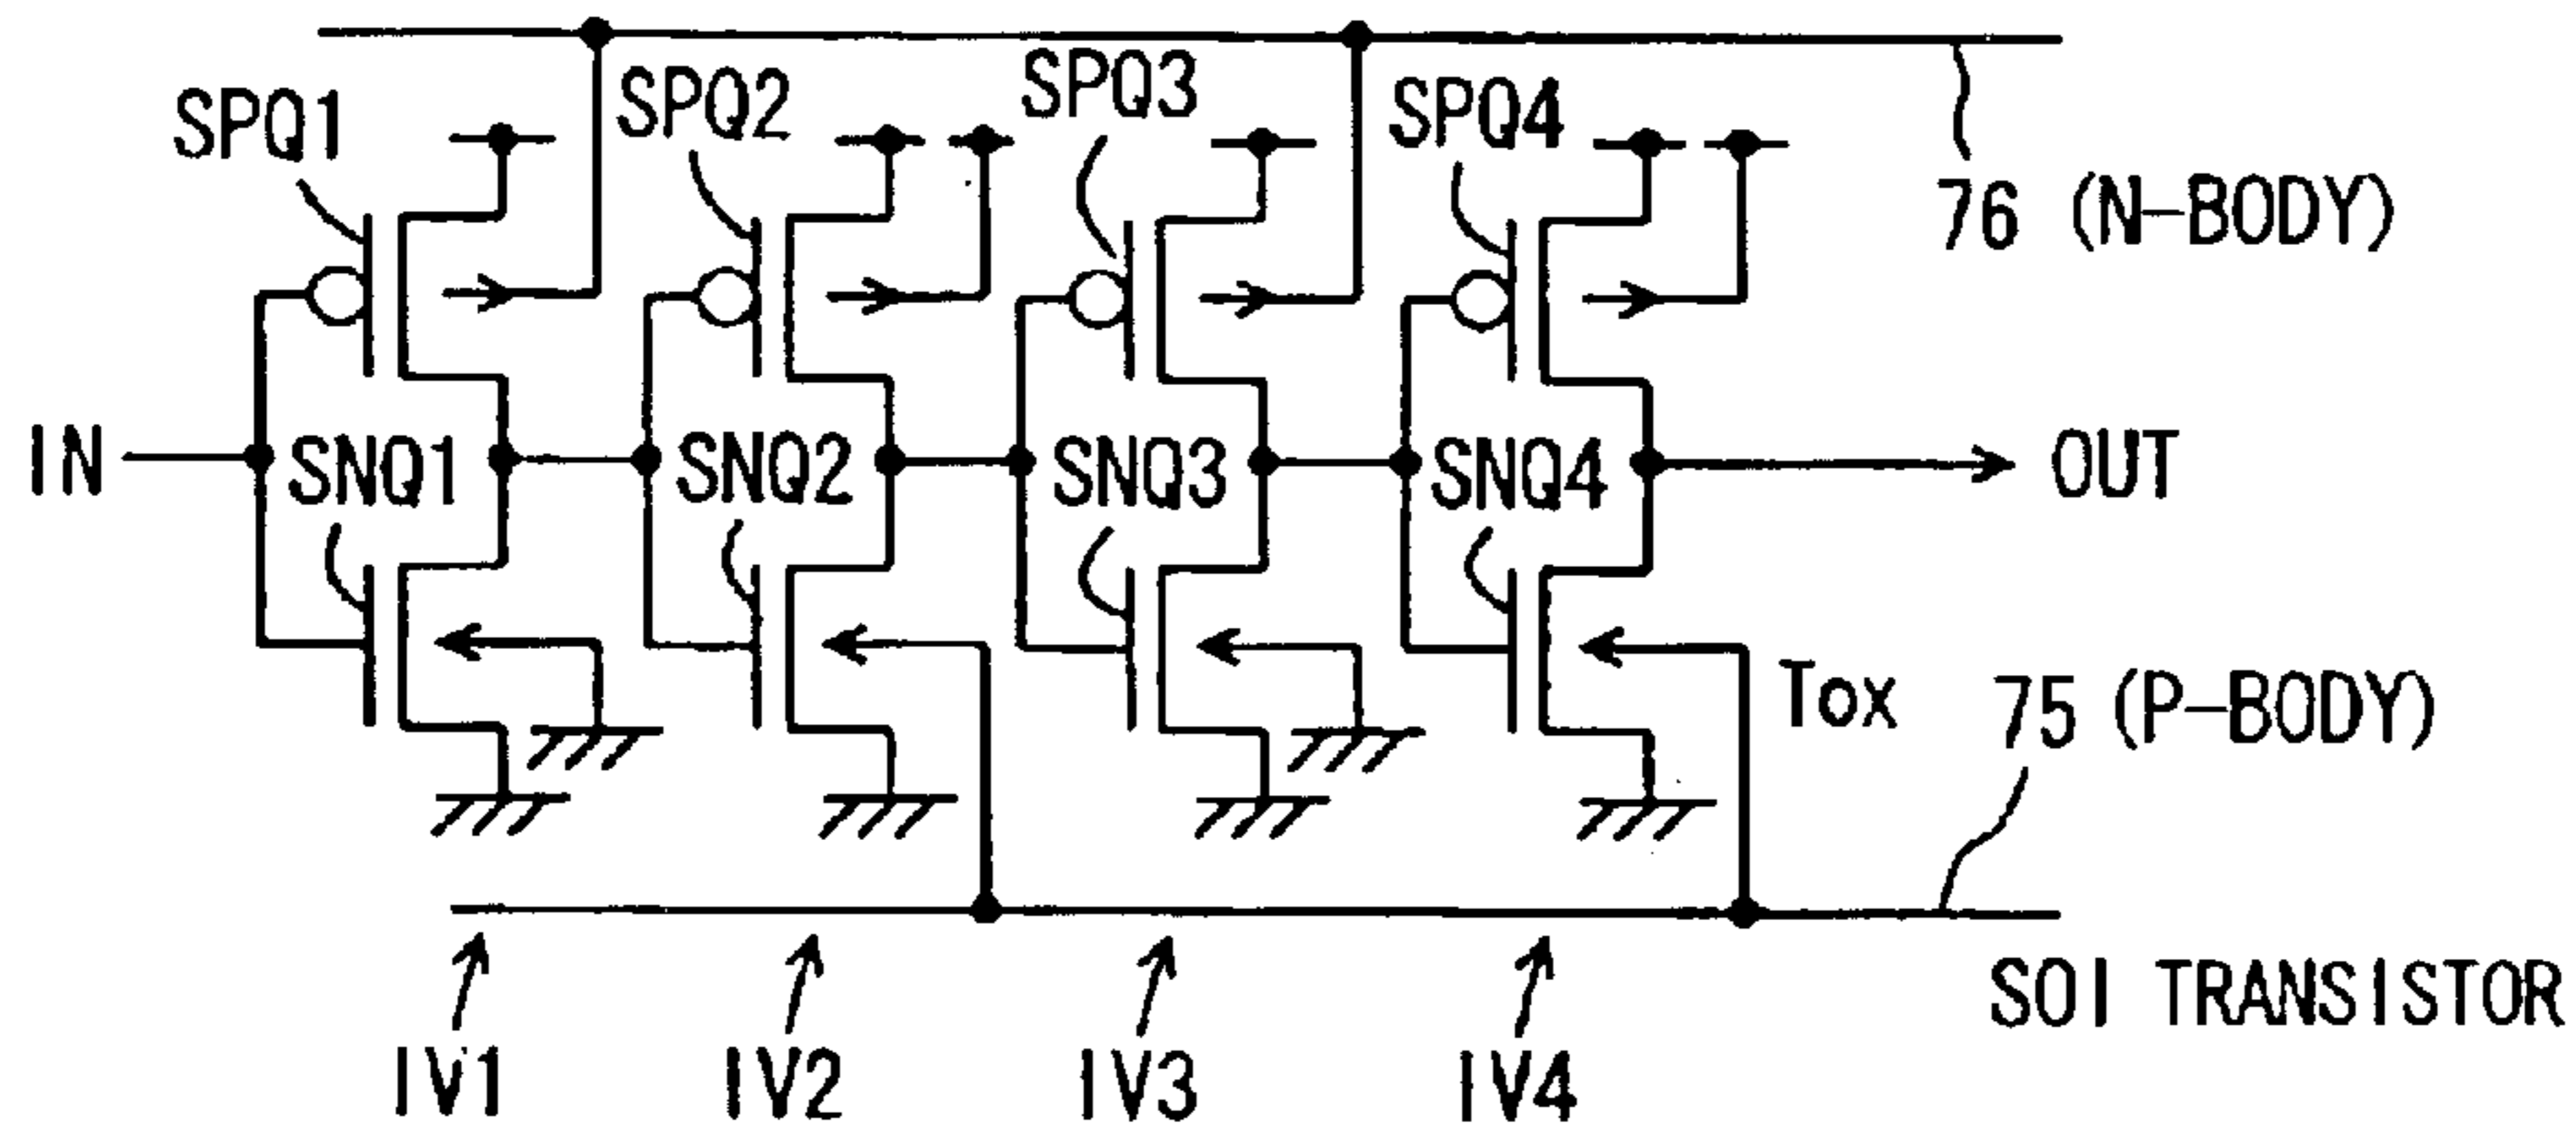 SPQ1
SPQ2
SPQ3
SPQ4
76 (N-BODY)
IN
SNQ1
SNQ2
SNQ3
SNQ4
OUT
Tox
75 (P-BODY)
SOI TRANSISTOR
IV1
IV2
IV3
IV4